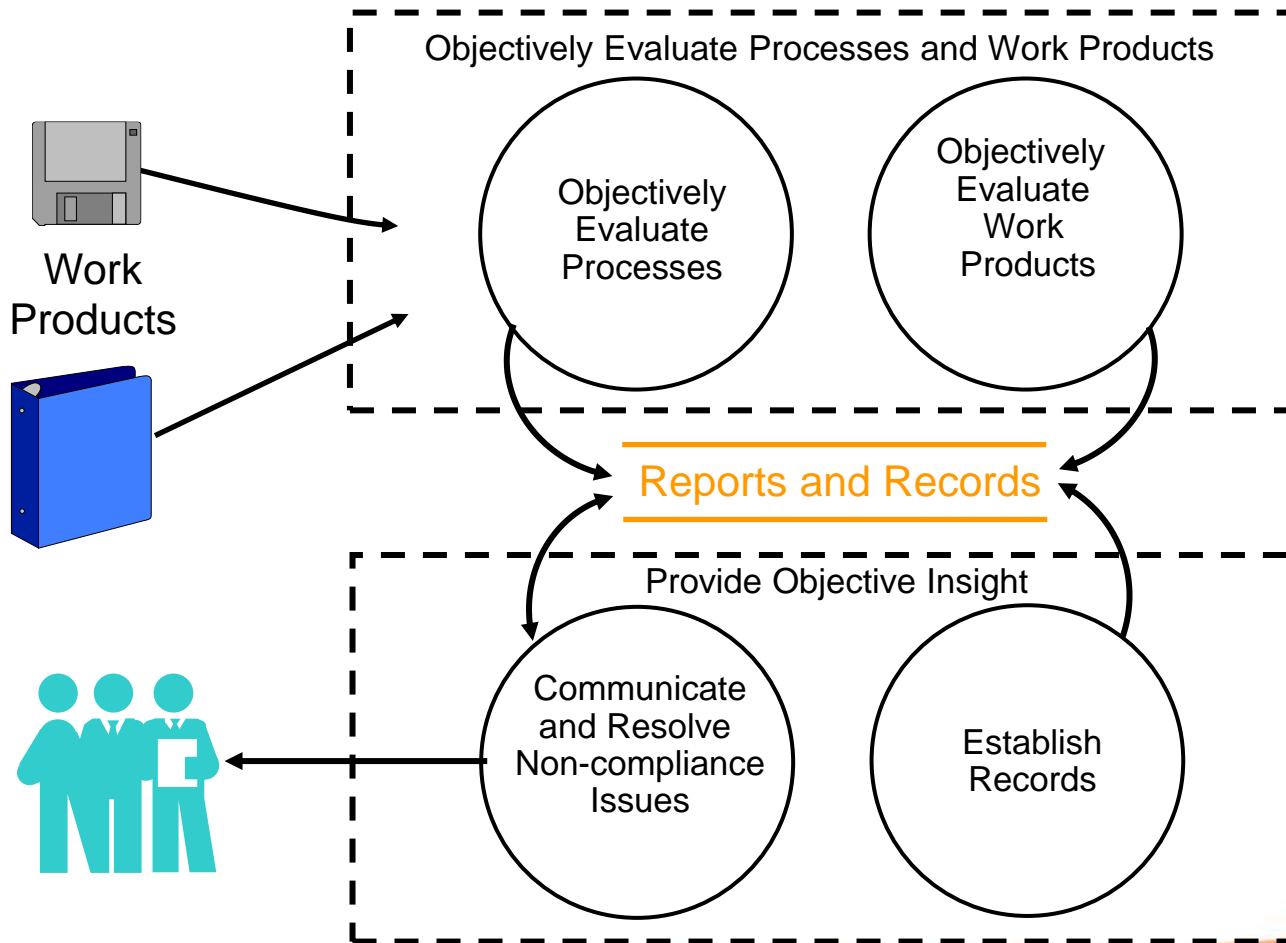 Objectively Evaluate Processes and Work Products
Objectively
Evaluate
Processes
Objectively
Evaluate
Work
Products
Work
Products
Reports and Records
Provide Objective Insight
Communicate
and Resolve
Non-compliance
Issues
Establish
Records